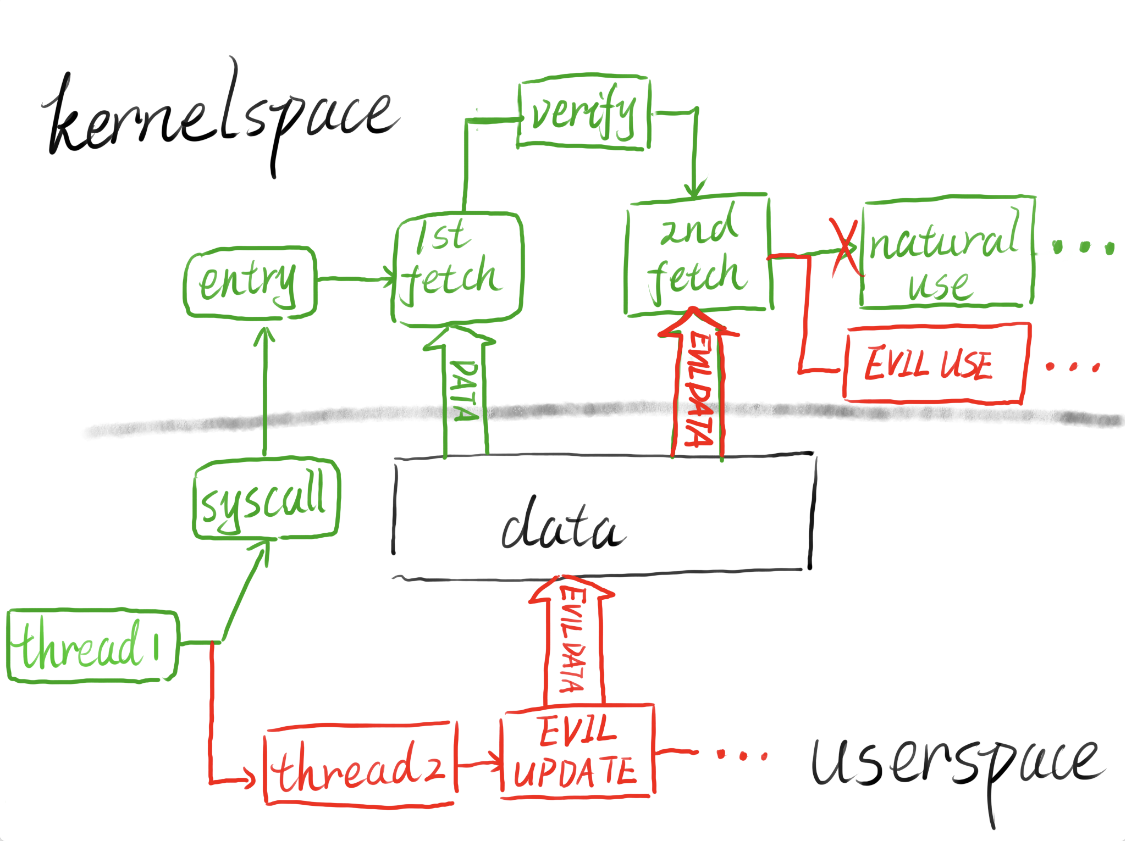 kernelspace
verify
1st
fetch
2nd
fetch
natural
use
...
entry
DATA
EVIL DATA
EVIL USE
...
syscall
data
thread 1
EVIL DATA
thread 2
EVIL
UPDATE
...
userspace